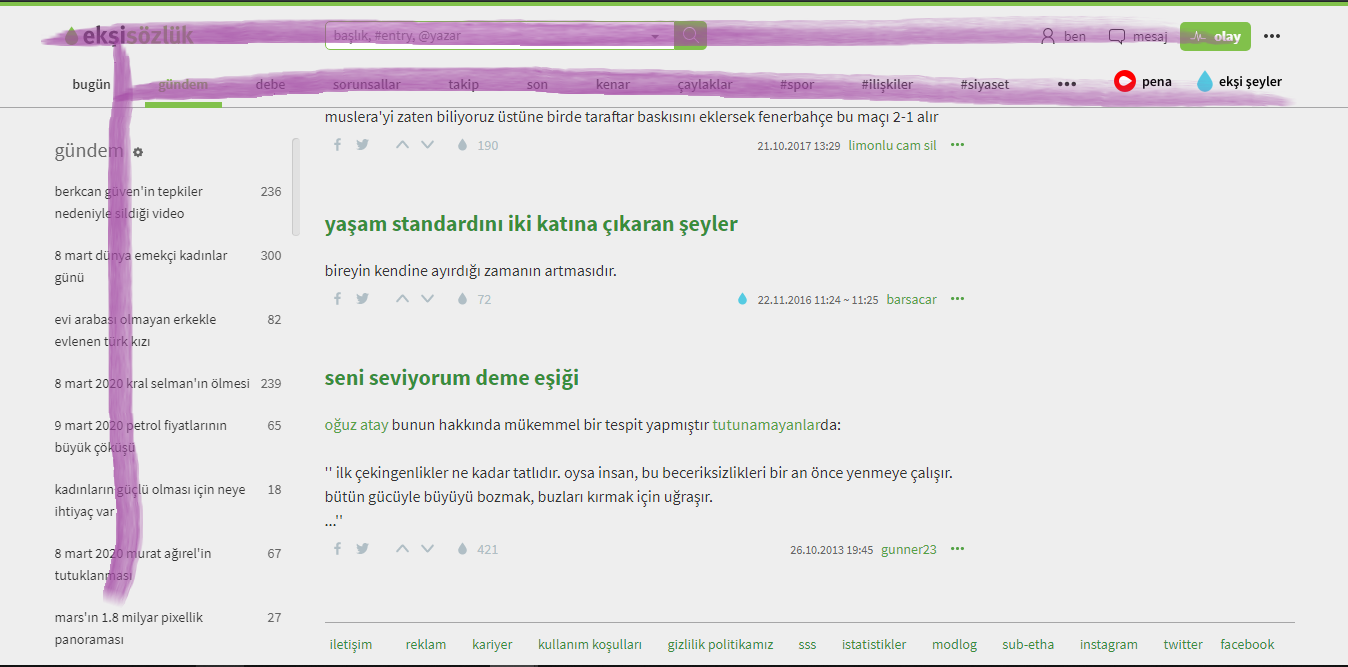 ekşisözlük başlık, #entry, @yazar ben mesaj olay •••
bugün gündem debe sorunsallar takip son kenar çaylaklar #spor #ilişkiler #siyaset ••• pena ekşi şeyler
muslera'yi zaten biliyoruz üstüne birde taraftar baskısını eklersek fenerbahçe bu maçı 2-1 alır
190 21.10.2017 13:29 limonlu cam sil •••
gündem
berkcan güven'in tepkiler 236
nedeniyle sildiği video
8 mart dünya emekçi kadınlar 300
günü
evi arabası olmayan erkekle 82
evlenen türk kızı
8 mart 2020 kral selman'ın ölmesi 239
9 mart 2020 petrol fiyatlarının 65
büyük çöküşü
kadınların güçlü olması için neye 18
ihtiyaç var
8 mart 2020 murat ağırel'in 67
tutuklanması
mars'ın 1.8 milyar pixellik 27
panoraması
yaşam standardını iki katına çıkaran şeyler
bireyin kendine ayırdığı zamanın artmasıdır.
72 22.11.2016 11:24 ~ 11:25 barsacar •••
seni seviyorum deme eşiği
oğuz atay bunun hakkında mükemmel bir tespit yapmıştır tutunamayanlarda:
'' ilk çekingenlikler ne kadar tatlıdır. oysa insan, bu beceriksizlikleri bir an önce yenmeye çalışır.
bütün gücüyle büyüyü bozmak, buzları kırmak için uğraşır.
...''
421 26.10.2013 19:45 gunner23 •••
iletişim reklam kariyer kullanım koşulları gizlilik politikamız sss istatistikler modlog sub-etha instagram twitter facebook